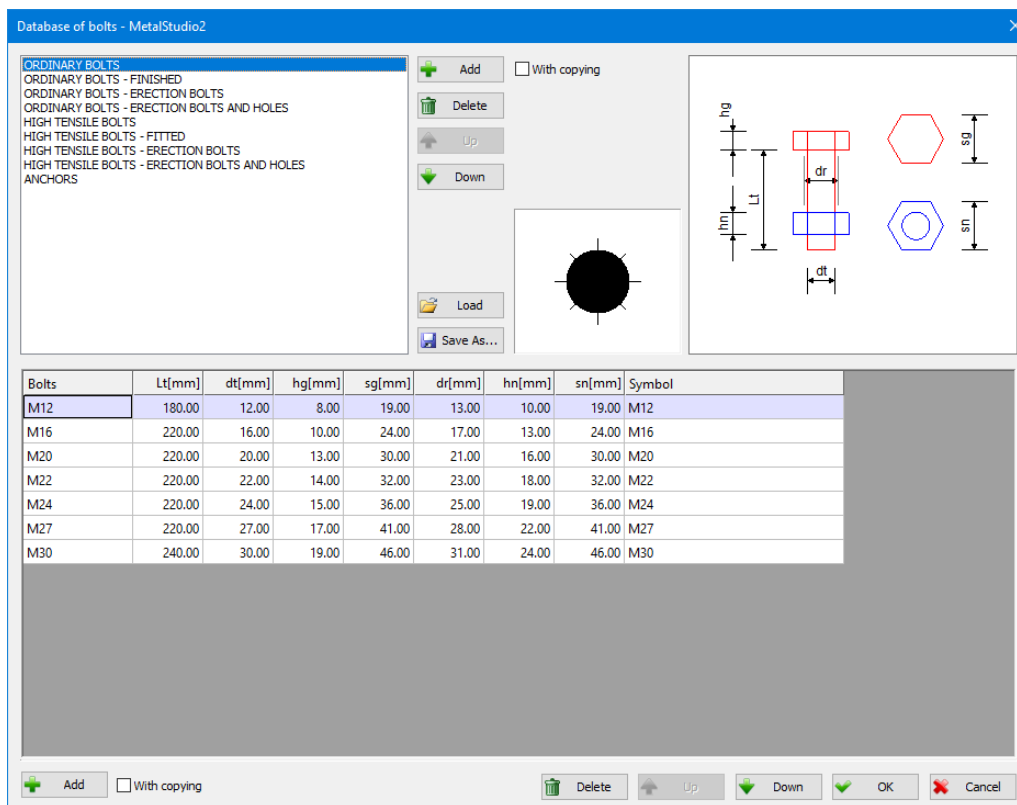 Database of bolts - MetalStudio2
ORDINARY BOLTS
ORDINARY BOLTS - FINISHED
ORDINARY BOLTS - ERECTION BOLTS
ORDINARY BOLTS - ERECTION BOLTS AND HOLES
HIGH TENSILE BOLTS
HIGH TENSILE BOLTS - FITTED
HIGH TENSILE BOLTS - ERECTION BOLTS
HIGH TENSILE BOLTS - ERECTION BOLTS AND HOLES
ANCHORS
Add
With copying
Delete
Up
Down
Load
Save As...
hg
Lt
hn
dr
dt
sg
sn
Bolts Lt[mm] dt[mm] hg[mm] sg[mm] dr[mm] hn[mm] sn[mm] Symbol
M12 180.00 12.00 8.00 19.00 13.00 10.00 19.00 M12
M16 220.00 16.00 10.00 24.00 17.00 13.00 24.00 M16
M20 220.00 20.00 13.00 30.00 21.00 16.00 30.00 M20
M22 220.00 22.00 14.00 32.00 23.00 18.00 32.00 M22
M24 220.00 24.00 15.00 36.00 25.00 19.00 36.00 M24
M27 220.00 27.00 17.00 41.00 28.00 22.00 41.00 M27
M30 240.00 30.00 19.00 46.00 31.00 24.00 46.00 M30
Add With copying Delete Up Down OK Cancel